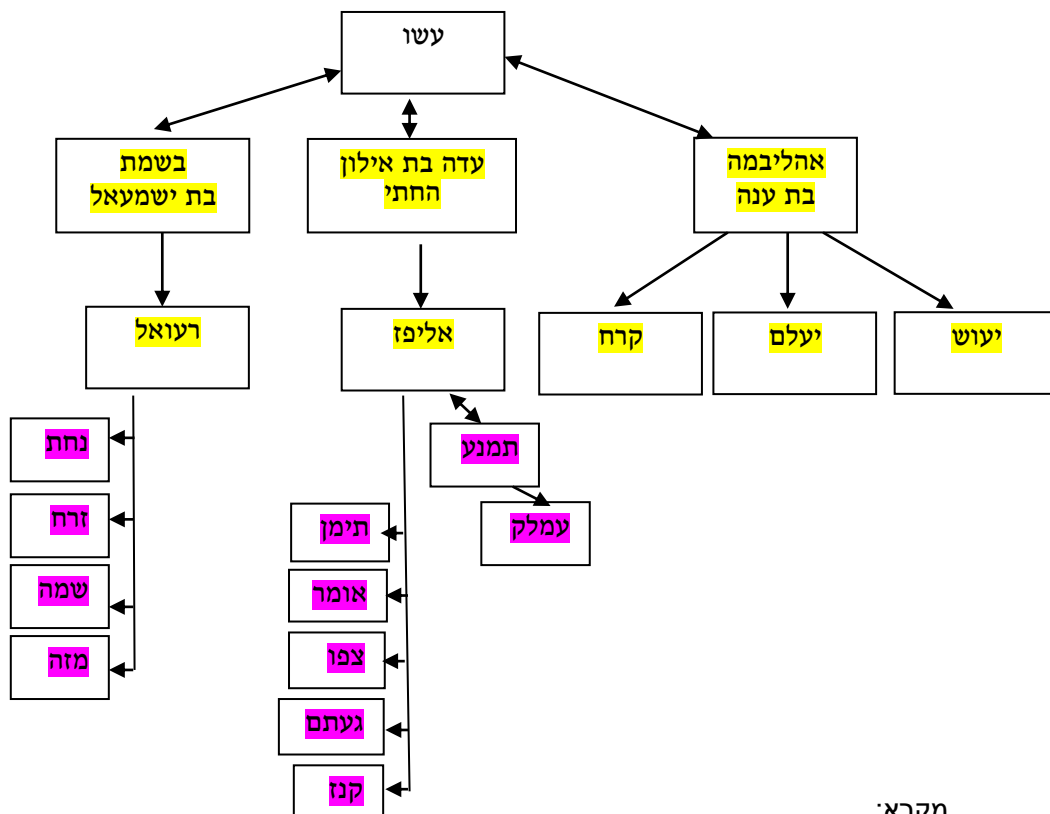 עשו
אהליבמה
בת ענה
עדה בת אילון
החתי
בשמת
בת ישמעאל
יעוש
יעלם
קרח
אליפז
רעואל
תמנע
עמלק
תימן
אומר
צפו
געתם
קנז
נחת
זרח
שמה
מזה
מקרא: